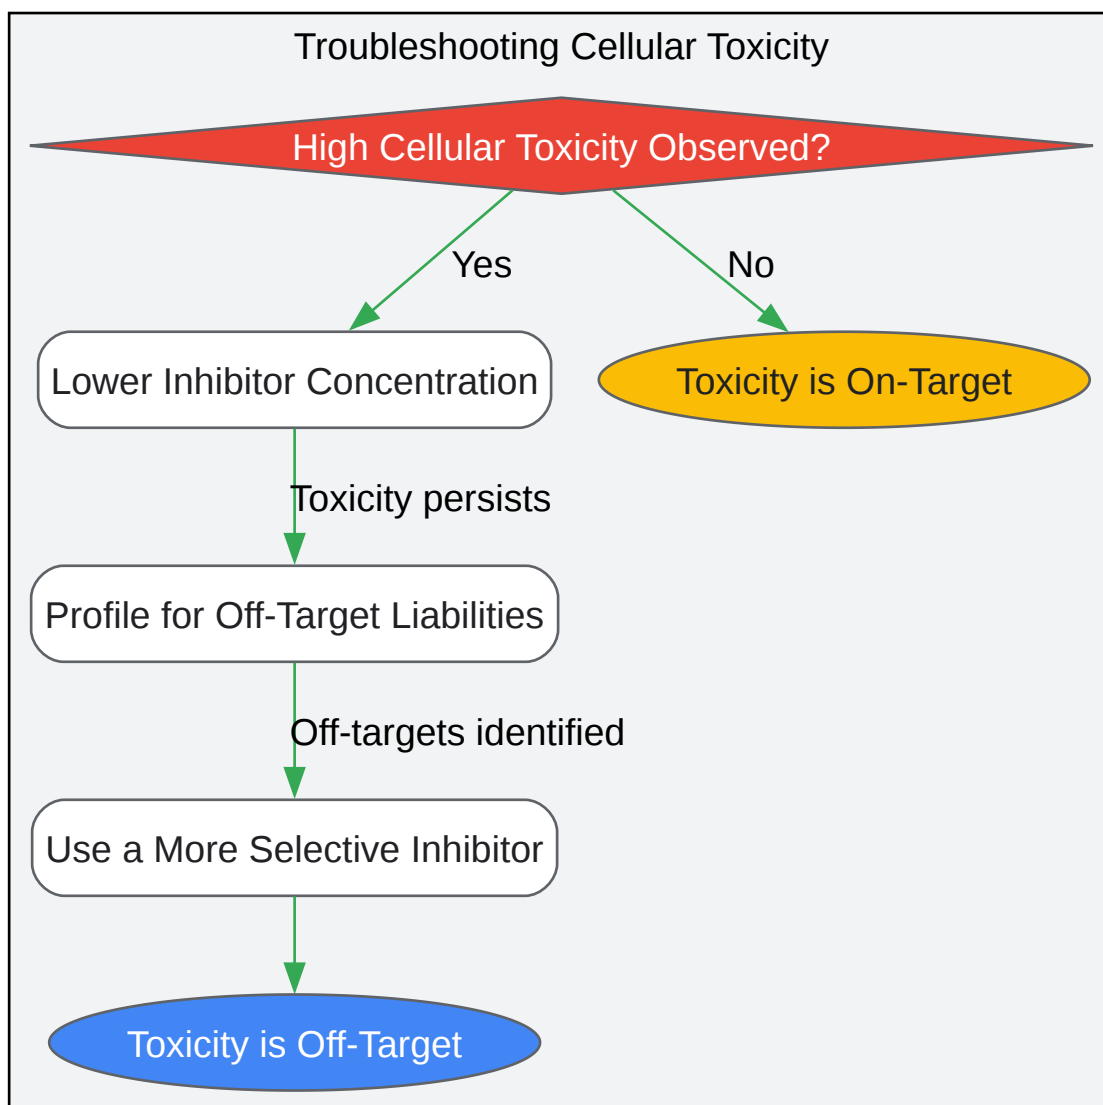 Troubleshooting Cellular Toxicity
High Cellular Toxicity Observed?
Yes
No
Lower Inhibitor Concentration
Toxicity is On-Target
Toxicity persists
Profile for Off-Target Liabilities
Off-targets identified
Use a More Selective Inhibitor
Toxicity is Off-Target